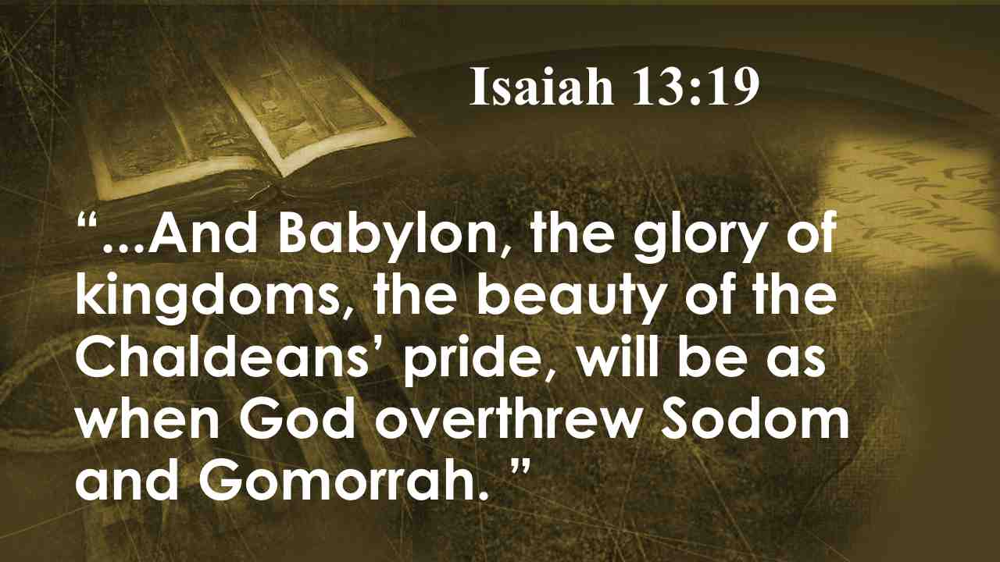 Isaiah 13:19
“...And Babylon, the glory of
kingdoms, the beauty of the
Chaldeans’ pride, will be as
when God overthrew Sodom
and Gomorrah. ”